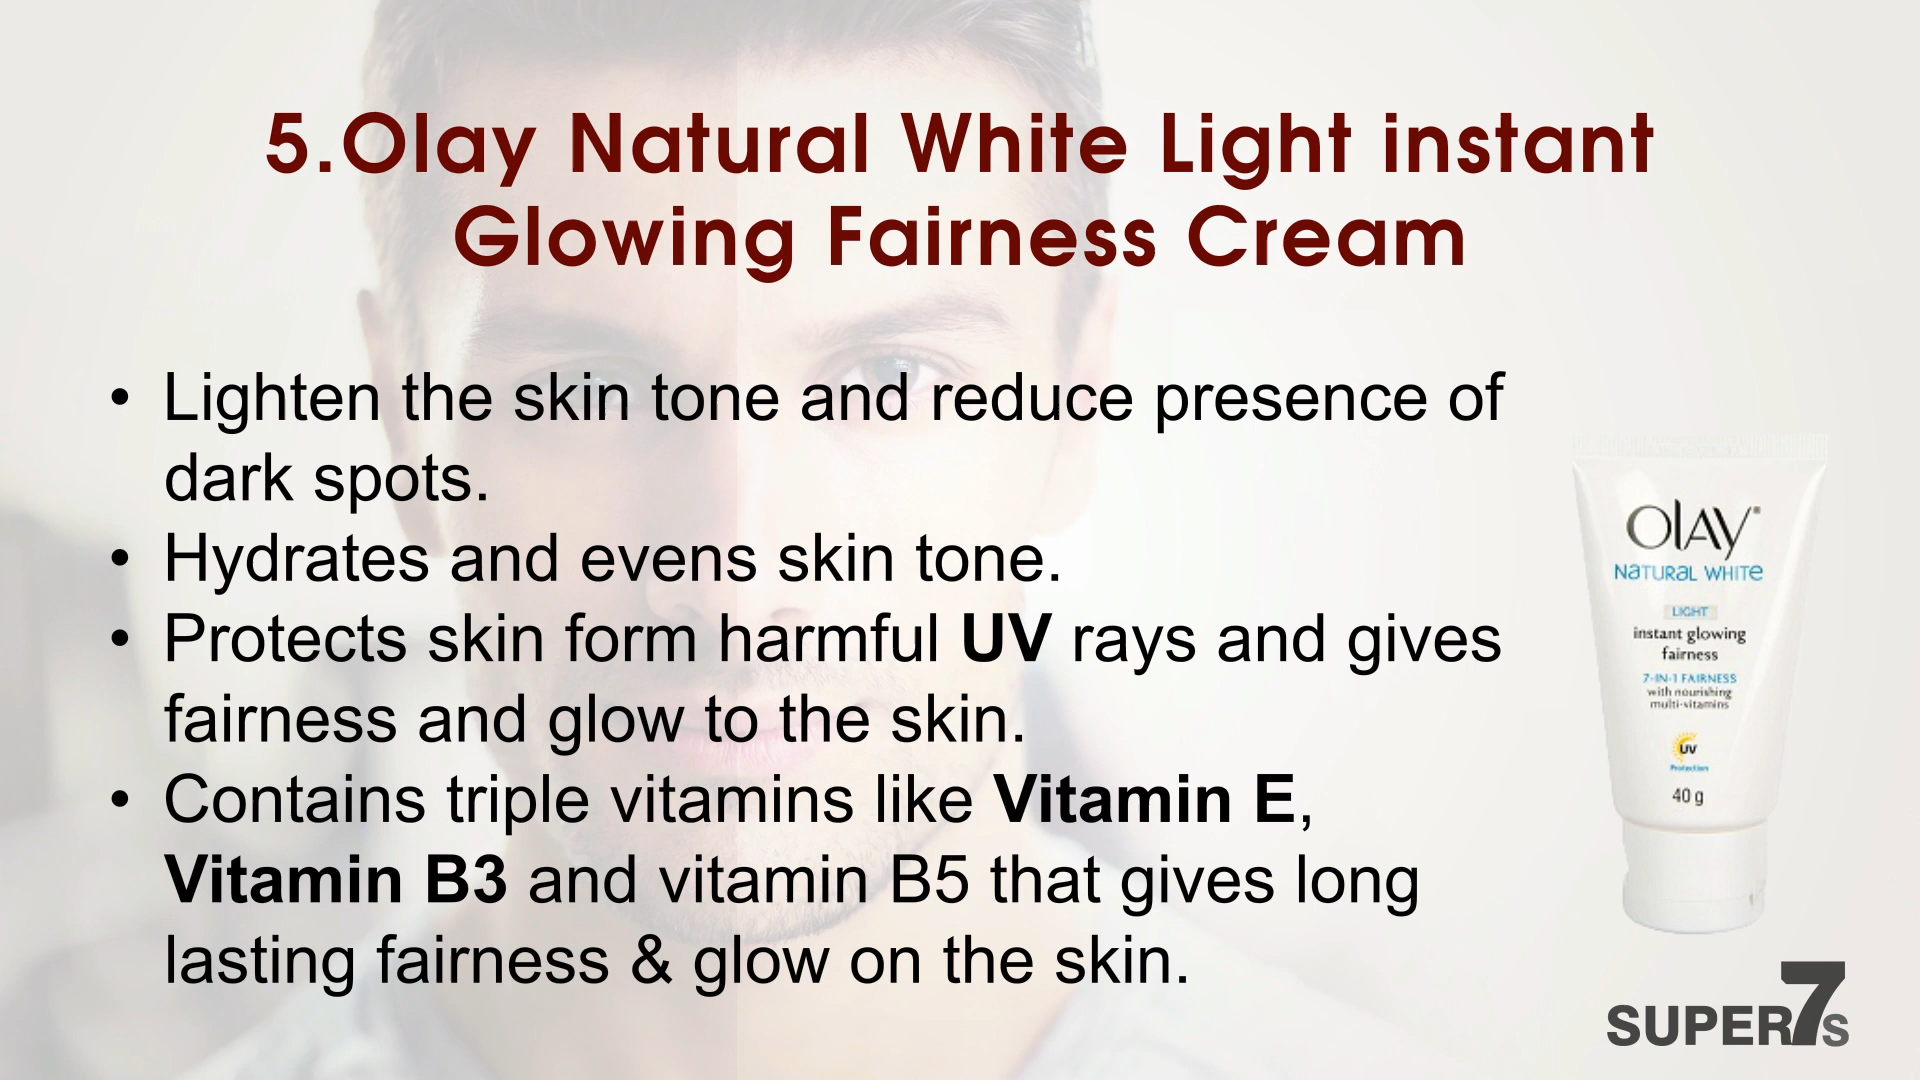 5.Olay Natural White Light instant
Glowing Fairness Cream
• Lighten the skin tone and reduce presence of
dark spots.
• Hydrates and evens skin tone.
• Protects skin form harmful UV rays and gives
fairness and glow to the skin.
• Contains triple vitamins like Vitamin E,
Vitamin B3 and vitamin B5 that gives long
lasting fairness & glow on the skin.
OLAY®
NATURAL WHITE
LIGHT
instant glowing
fairness
7-IN-1 FAIRNESS
with nourishing
multi-vitamins
UV
Protection
40 g
SUPER7s